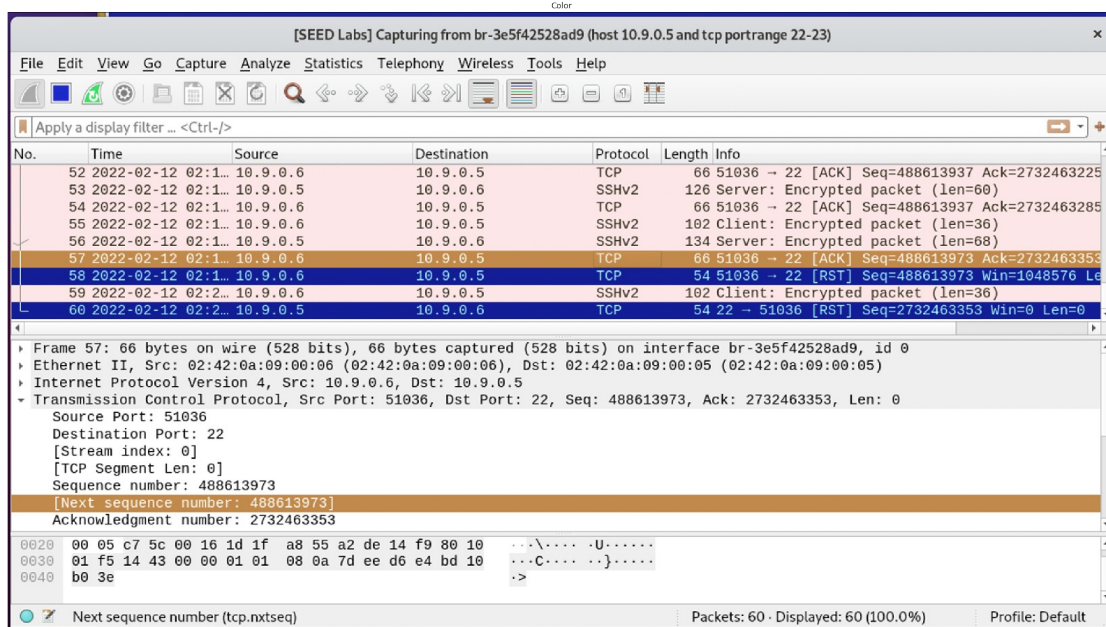 Color
[SEED Labs] Capturing from br-3e5f42528ad9 (host 10.9.0.5 and tcp portrange 22-23)
×
File Edit View Go Capture Analyze Statistics Telephony Wireless Tools Help
Apply a display filter ... <Ctrl-/>
No. Time Source Destination Protocol Length Info
52 2022-02-12 02:1… 10.9.0.6 10.9.0.5 TCP 66 51036 → 22 [ACK] Seq=488613937 Ack=2732463225
53 2022-02-12 02:1… 10.9.0.5 10.9.0.6 SSHv2 126 Server: Encrypted packet (len=60)
54 2022-02-12 02:1… 10.9.0.6 10.9.0.5 TCP 66 51036 → 22 [ACK] Seq=488613937 Ack=2732463285
55 2022-02-12 02:1… 10.9.0.6 10.9.0.5 SSHv2 102 Client: Encrypted packet (len=36)
56 2022-02-12 02:1… 10.9.0.5 10.9.0.6 SSHv2 134 Server: Encrypted packet (len=68)
57 2022-02-12 02:1… 10.9.0.6 10.9.0.5 TCP 66 51036 → 22 [ACK] Seq=488613973 Ack=2732463353
58 2022-02-12 02:1… 10.9.0.6 10.9.0.5 TCP 54 51036 → 22 [RST] Seq=488613973 Win=1048576 Le
59 2022-02-12 02:2… 10.9.0.6 10.9.0.5 SSHv2 102 Client: Encrypted packet (len=36)
60 2022-02-12 02:2… 10.9.0.5 10.9.0.6 TCP 54 22 → 51036 [RST] Seq=2732463353 Win=0 Len=0
Frame 57: 66 bytes on wire (528 bits), 66 bytes captured (528 bits) on interface br-3e5f42528ad9, id 0
Ethernet II, Src: 02:42:0a:09:00:06 (02:42:0a:09:00:06), Dst: 02:42:0a:09:00:05 (02:42:0a:09:00:05)
Internet Protocol Version 4, Src: 10.9.0.6, Dst: 10.9.0.5
Transmission Control Protocol, Src Port: 51036, Dst Port: 22, Seq: 488613973, Ack: 2732463353, Len: 0
Source Port: 51036
Destination Port: 22
[Stream index: 0]
[TCP Segment Len: 0]
Sequence number: 488613973
[Next sequence number: 488613973]
Acknowledgment number: 2732463353
0020 00 05 c7 5c 00 16 1d 1f a8 55 a2 de 14 f9 80 10 ···\···· ·U······
0030 01 f5 14 43 00 00 01 01 08 0a 7d ee d6 e4 bd 10 ···C···· ··}·····
0040 b0 3e ·>
Next sequence number (tcp.nxtseq) Packets: 60 · Displayed: 60 (100.0%) Profile: Default